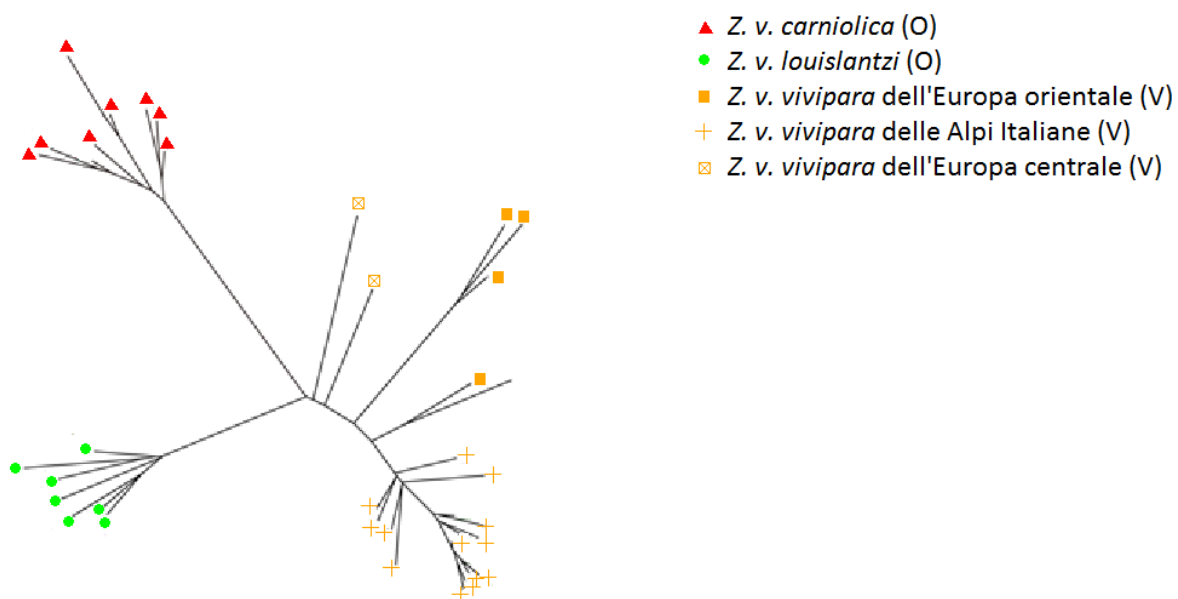 Z. v. carniolica (O)
Z. v. louislantzi (O)
Z. v. vivipara dell'Europa orientale (V)
Z. v. vivipara delle Alpi Italiane (V)
Z. v. vivipara dell'Europa centrale (V)